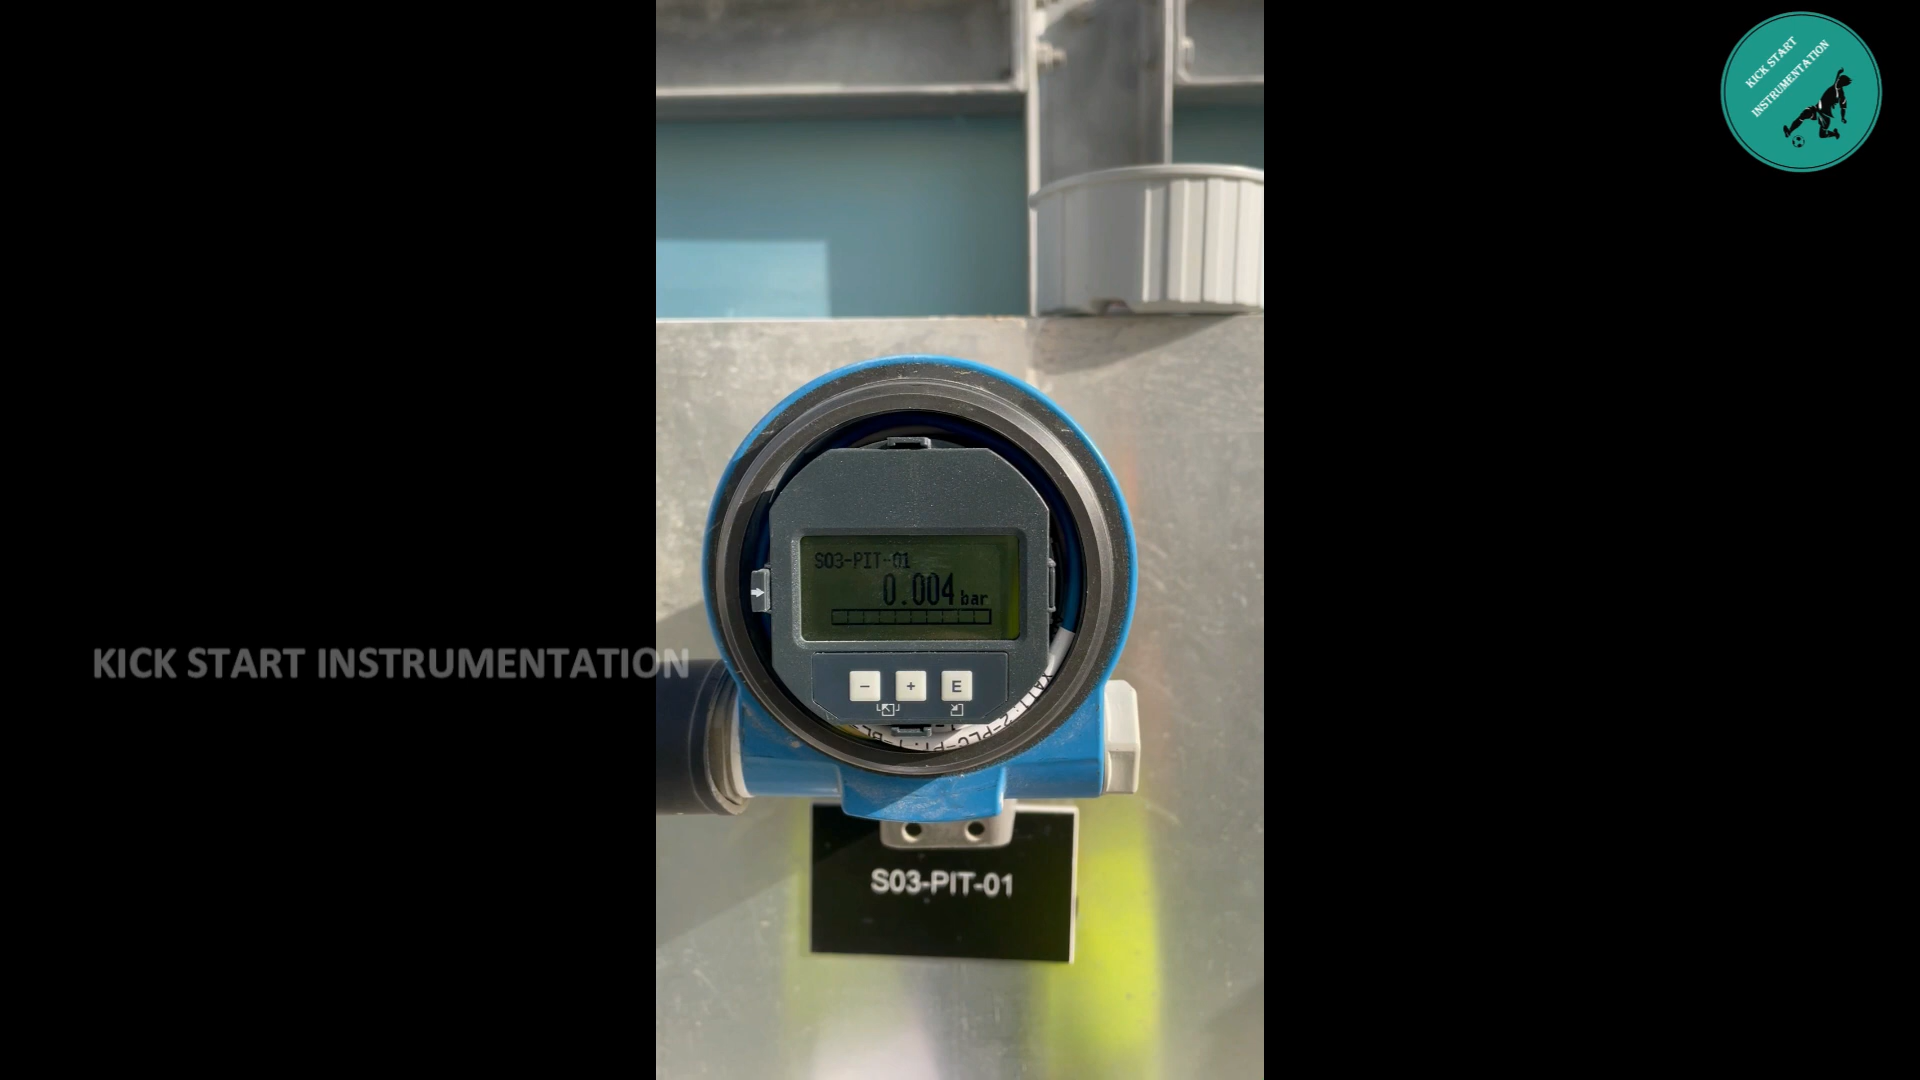 KICK START
INSTRUMENTATION
S03-PIT-01
0.004 bar
KICK START INSTRUMENTATION
- + E
S03-PIT-01